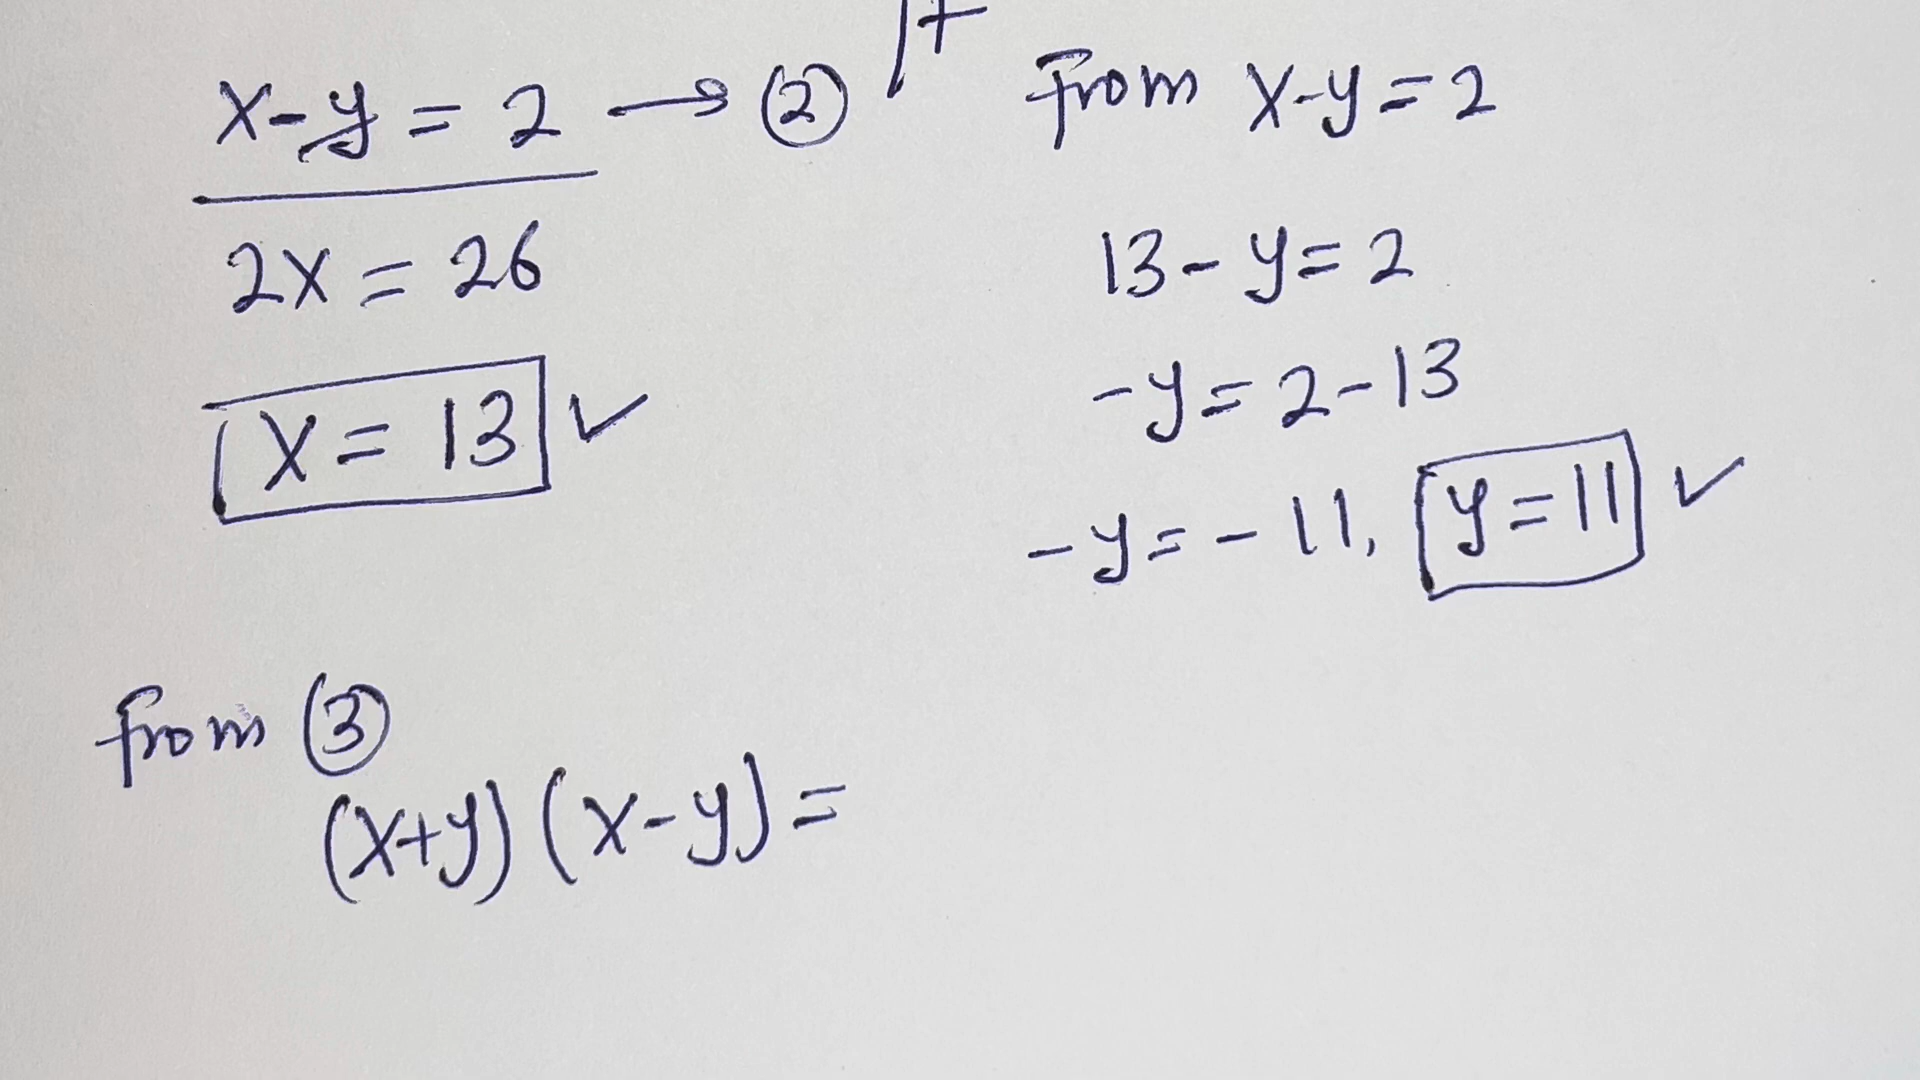 x-y = 2 → ②
2x = 26
x = 13 ✓
+
From x-y = 2
13 - y = 2
-y = 2-13
-y = -11, y = 11 ✓
from ③
(x+y) (x-y) =